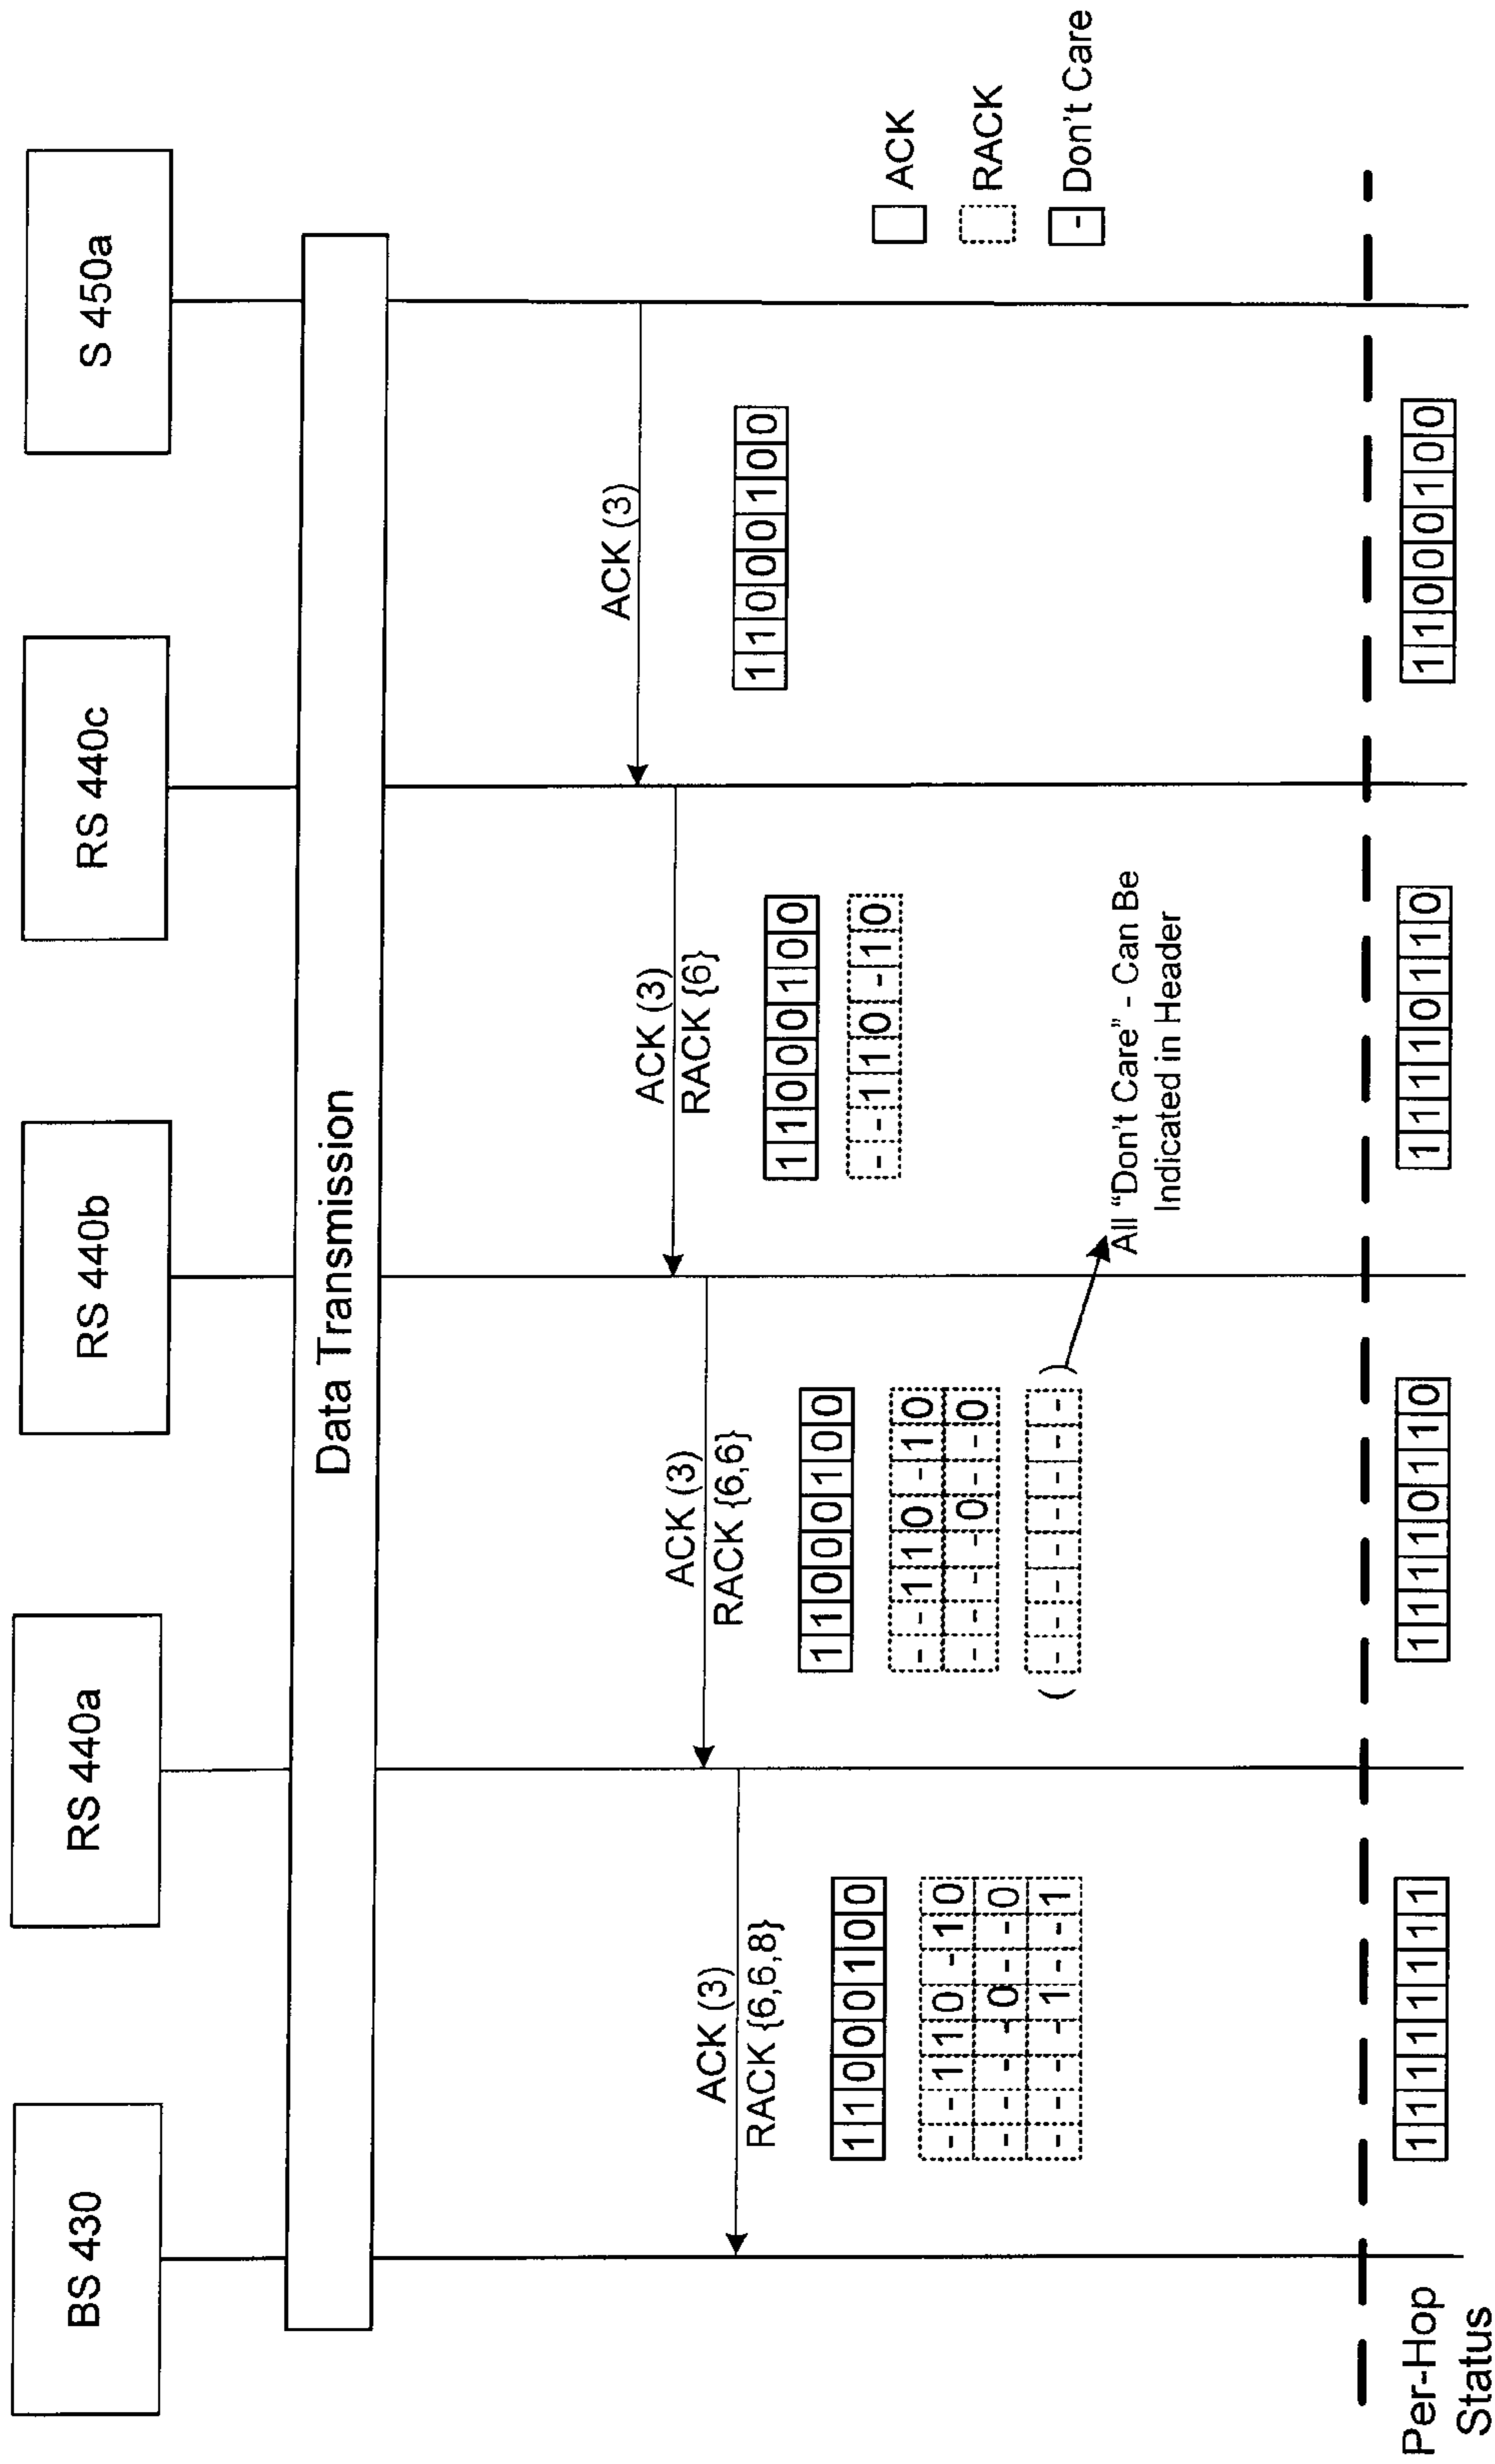 BS 430
RS 440a
RS 440b
RS 440c
S 450a
Data Transmission
ACK (3)
ACK (3)
RACK {6}
ACK (3)
RACK {6,6}
ACK (3)
RACK {6,6,8}
1 1 0 0 0 1 0 0
1 1 0 0 0 1 0 0
- - 1 1 0 - 1 0
1 1 0 0 0 1 0 0
- - 1 1 0 - 1 0
- - - - 0 - - 0
( - - - - - - - - )
1 1 0 0 0 1 0 0
- - 1 1 0 - 1 0
- - - - 0 - - 0
- - - - 1 - - 1
All “Don't Care” - Can Be
Indicated in Header
ACK
RACK
- Don't Care
Per-Hop
Status
1 1 1 1 1 1 1 1
1 1 1 1 0 1 1 0
1 1 1 1 0 1 1 0
1 1 0 0 0 1 0 0